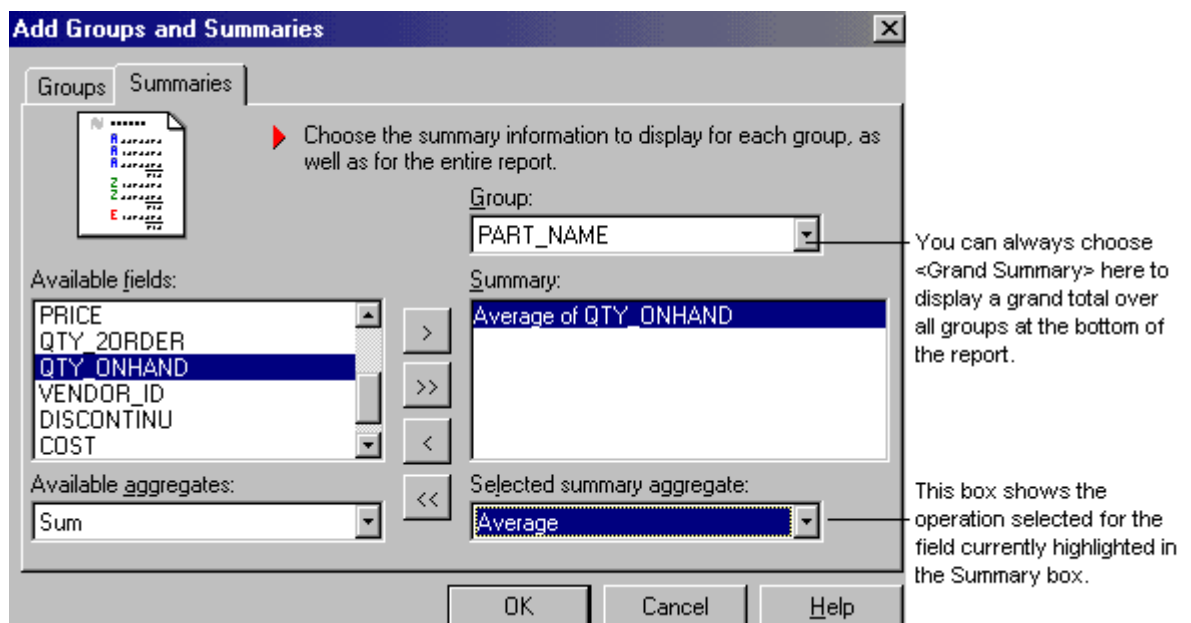 Add Groups and Summaries
Groups
Summaries
Choose the summary information to display for each group, as
well as for the entire report.
Group:
PART_NAME
You can always choose
<Grand Summary> here to
display a grand total over
all groups at the bottom of
the report.
Available fields:
PRICE
QTY_2ORDER
QTY_ONHAND
VENDOR_ID
DISCONTINU
COST
>
>>
<
<<
Summary:
Average of QTY_ONHAND
Available aggregates:
Sum
Selected summary aggregate:
Average
This box shows the
operation selected for the
field currently highlighted in
the Summary box.
OK
Cancel
Help